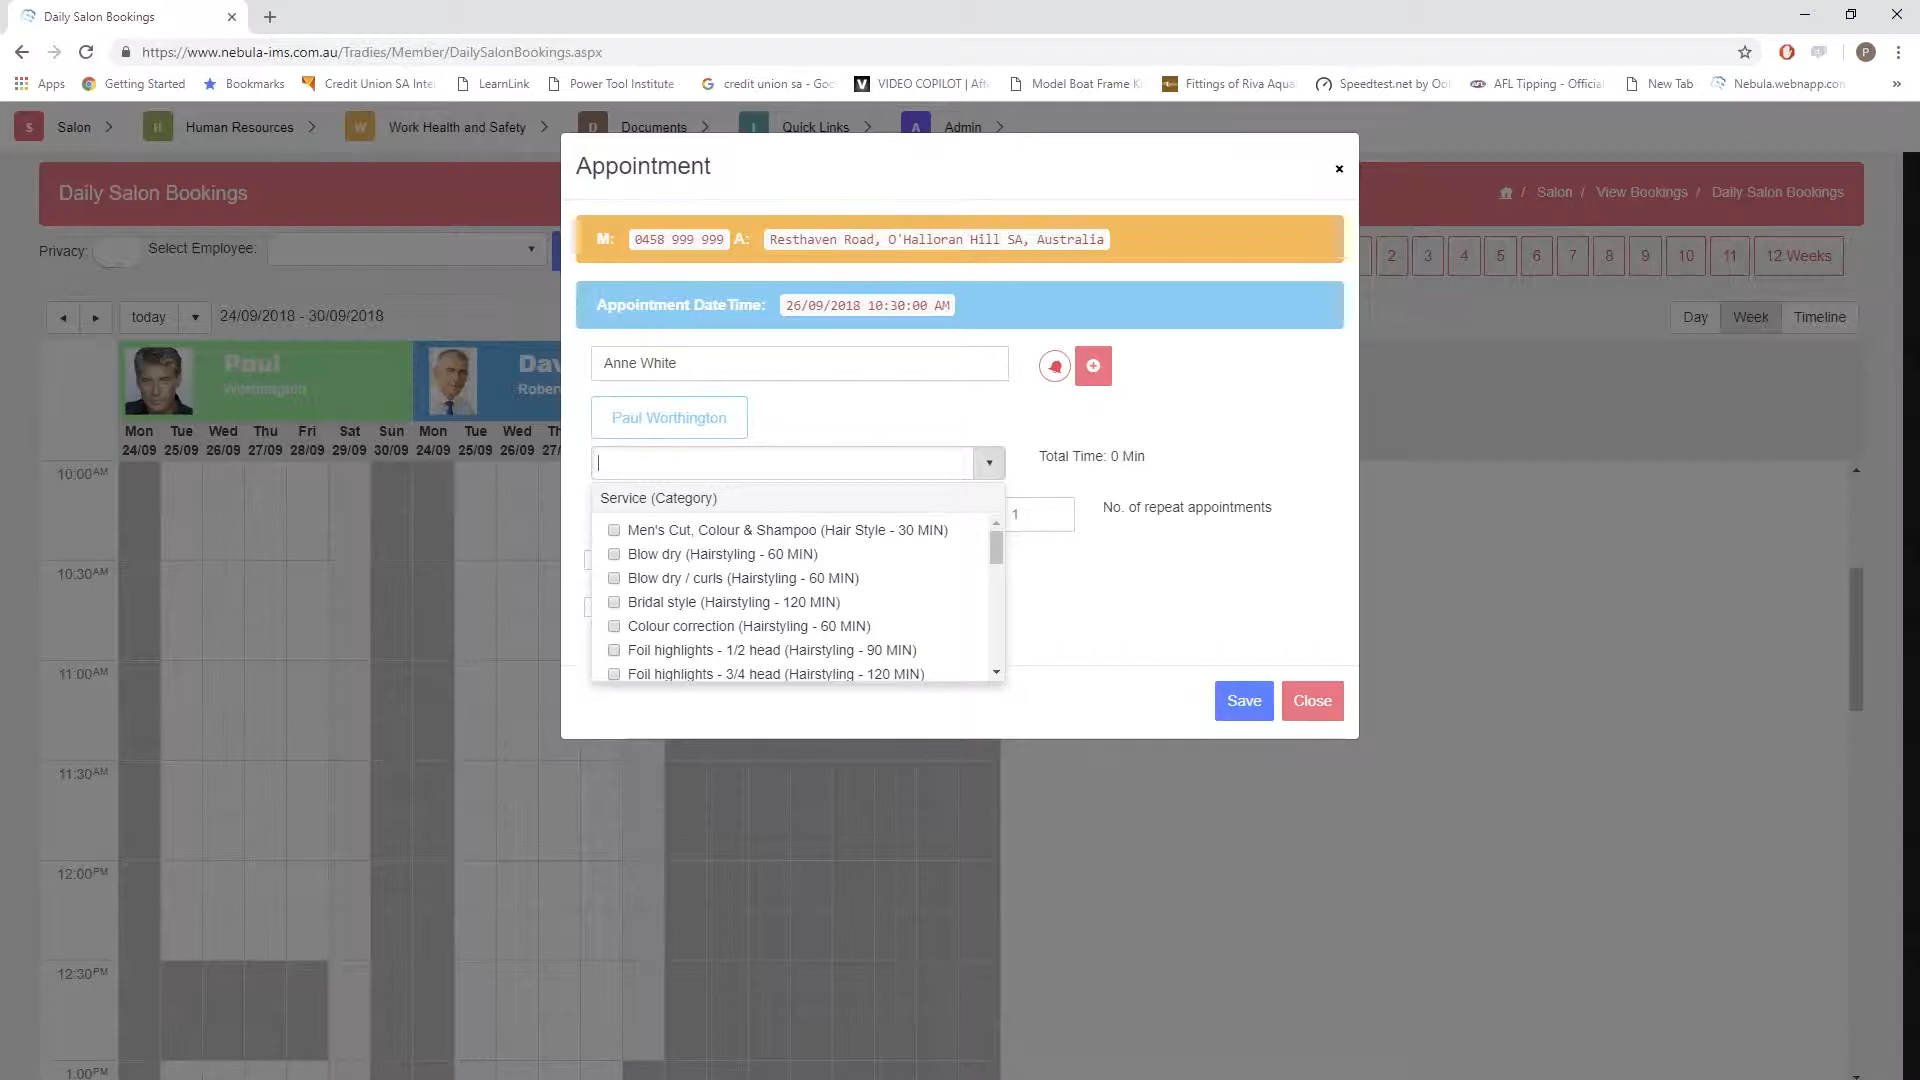 Daily Salon Bookings
https://www.nebula-ims.com.au/Tradies/Member/DailySalonBookings.aspx
P
Apps Getting Started Bookmarks Credit Union SA Inte LearnLink Power Tool Institute credit union sa - Goo VIDEO COPILOT | Aft Model Boat Frame K Fittings of Riva Aqua Speedtest.net by Ool AFL Tipping - Official New Tab Nebula.webnapp.con »
S Salon H Human Resources W Work Health and Safety D Documents Quick Links A Admin
Daily Salon Bookings
/ Salon / View Bookings / Daily Salon Bookings
Privacy: Select Employee:
2 3 4 5 6 7 8 9 10 11 12 Weeks
today 24/09/2018 - 30/09/2018
Day Week Timeline
Paul
Worthington
Dav
Rober
Mon Tue Wed Thu Fri Sat Sun Mon Tue Wed Th
24/09 25/09 26/09 27/09 28/09 29/09 30/09 24/09 25/09 26/09 27/
10:00AM
10:30AM
11:00AM
11:30AM
12:00PM
12:30PM
1:00PM
Appointment
×
M: 0458 999 999 A: Resthaven Road, O'Halloran Hill SA, Australia
Appointment DateTime: 26/09/2018 10:30:00 AM
Anne White
Paul Worthington
Total Time: 0 Min
Service (Category)
1 No. of repeat appointments
Men's Cut, Colour & Shampoo (Hair Style - 30 MIN)
Blow dry (Hairstyling - 60 MIN)
Blow dry / curls (Hairstyling - 60 MIN)
Bridal style (Hairstyling - 120 MIN)
Colour correction (Hairstyling - 60 MIN)
Foil highlights - 1/2 head (Hairstyling - 90 MIN)
Foil highlights - 3/4 head (Hairstyling - 120 MIN)
Save Close